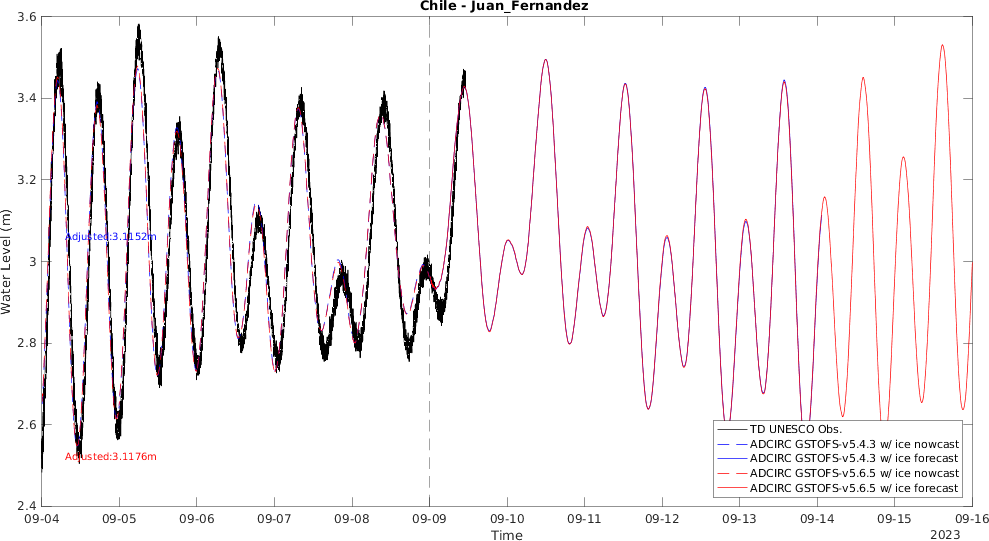 Chile - Juan_Fernandez
3.6
3.4
3.2
3
2.8
2.6
2.4
Water Level (m)
Adjusted:3.1152m
Adjusted:3.1176m
TD UNESCO Obs.
ADCIRC GSTOFS-v5.4.3 w/ ice nowcast
ADCIRC GSTOFS-v5.4.3 w/ ice forecast
ADCIRC GSTOFS-v5.6.5 w/ ice nowcast
ADCIRC GSTOFS-v5.6.5 w/ ice forecast
09-04 09-05 09-06 09-07 09-08 09-09 09-10 09-11 09-12 09-13 09-14 09-15 09-16
Time
2023